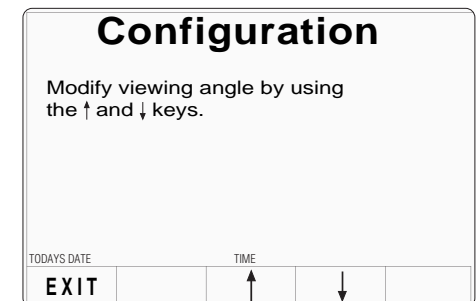 Configuration
Modify viewing angle by using
the ↑ and ↓ keys.
TODAYS DATE TIME
EXIT ↑ ↓